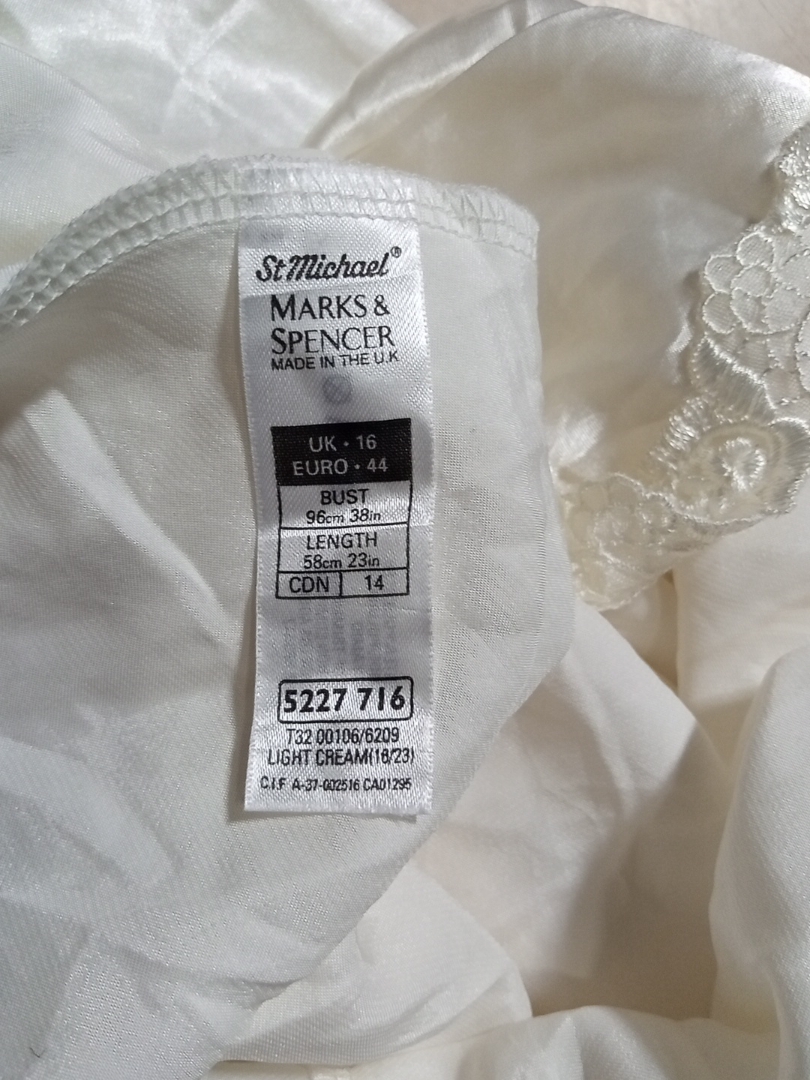 St Michael®
MARKS &
SPENCER
MADE IN THE U.K
UK · 16
EURO · 44
BUST
96cm 38in
LENGTH
58cm 23in
CDN 14
5227 716
T32 00106/6209
LIGHT CREAM(16/23)
C.I.F A-37-002516 CA01295